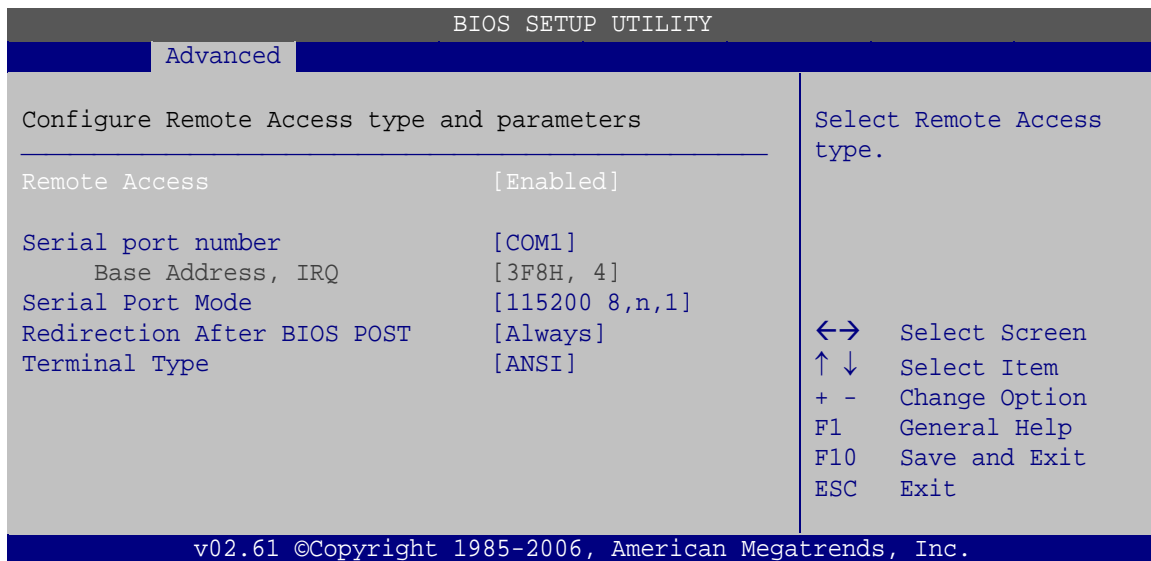 BIOS SETUP UTILITY
Advanced
Configure Remote Access type and parameters
Remote Access [Enabled]
Serial port number [COM1]
Base Address, IRQ [3F8H, 4]
Serial Port Mode [115200 8,n,1]
Redirection After BIOS POST [Always]
Terminal Type [ANSI]
Select Remote Access
type.
←→ Select Screen
↑ ↓ Select Item
+ - Change Option
F1 General Help
F10 Save and Exit
ESC Exit
v02.61 ©Copyright 1985-2006, American Megatrends, Inc.